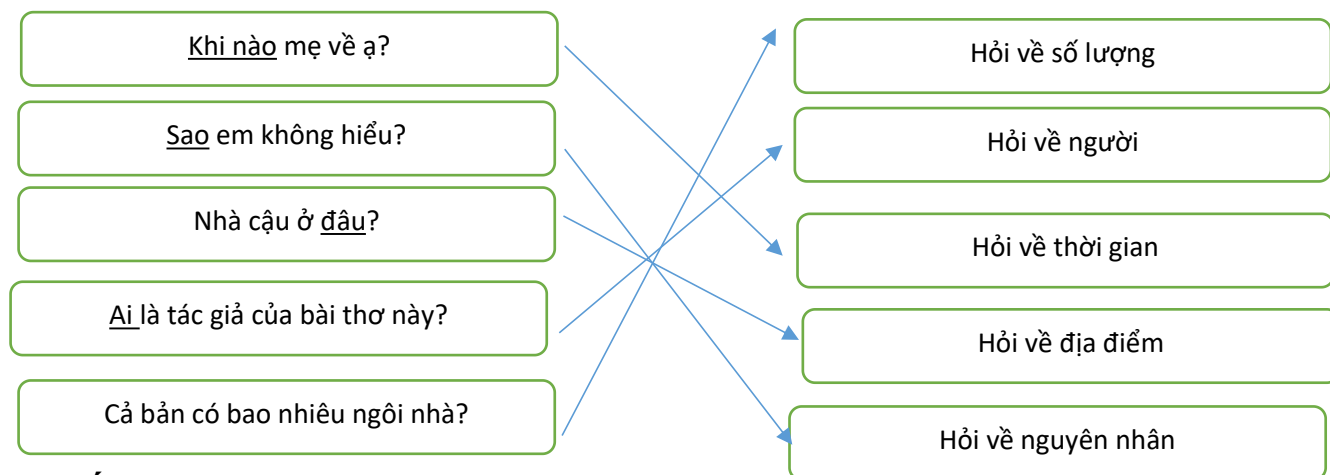 Khi nào mẹ về ạ?
Hỏi về số lượng
Sao em không hiểu?
Hỏi về người
Nhà cậu ở đâu?
Hỏi về thời gian
Ai là tác giả của bài thơ này?
Hỏi về địa điểm
Cả bản có bao nhiêu ngôi nhà?
Hỏi về nguyên nhân